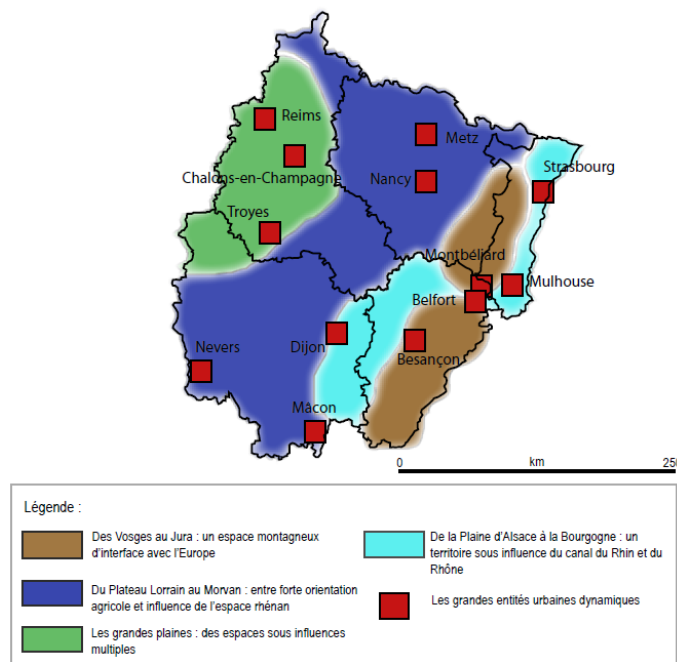 Reims
Metz
Chalons-en-Champagne
Strasbourg
Nancy
Troyes
Montbéliard
Mulhouse
Belfort
Nevers
Dijon
Besançon
Mâcon
0 km 250
Légende :
Des Vosges au Jura : un espace montagneux
d'interface avec l'Europe
De la Plaine d'Alsace à la Bourgogne : un
territoire sous influence du canal du Rhin et du
Rhône
Du Plateau Lorrain au Morvan : entre forte orientation
agricole et influence de l'espace rhénan
Les grandes entités urbaines dynamiques
Les grandes plaines : des espaces sous influences
multiples